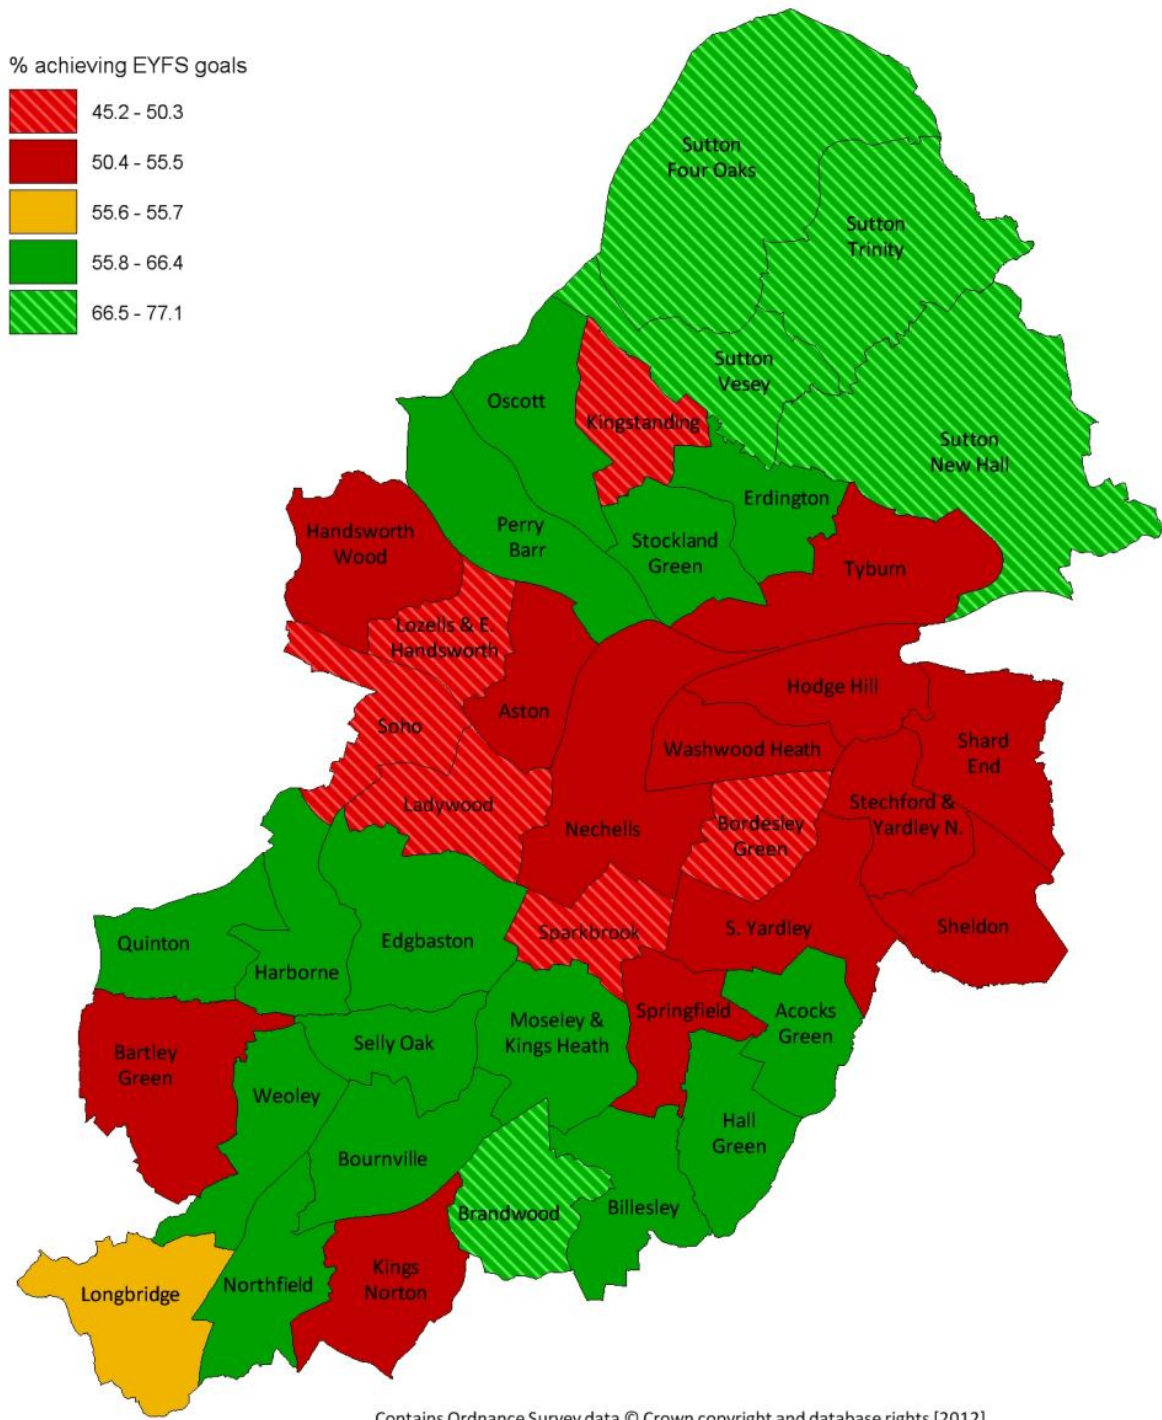 % achieving EYFS goals
45.2 - 50.3
50.4 - 55.5
55.6 - 55.7
55.8 - 66.4
66.5 - 77.1
Sutton
Four Oaks
Sutton
Trinity
Sutton
Vesey
Sutton
New Hall
Oscott
Kingstanding
Erdington
Perry
Barr
Stockland
Green
Tyburn
Handsworth
Wood
Lozells & E.
Handsworth
Aston
Soho
Ladywood
Nechells
Hodge Hill
Washwood Heath
Shard
End
Stechford &
Yardley N.
Bordesley
Green
Sparkbrook
S. Yardley
Sheldon
Quinton
Harborne
Edgbaston
Bartley
Green
Selly Oak
Moseley &
Kings Heath
Springfield
Acocks
Green
Weoley
Hall
Green
Bournville
Brandwood
Billesley
Longbridge
Northfield
Kings
Norton
Contains Ordnance Survey data © Crown copyright and database rights [2012]